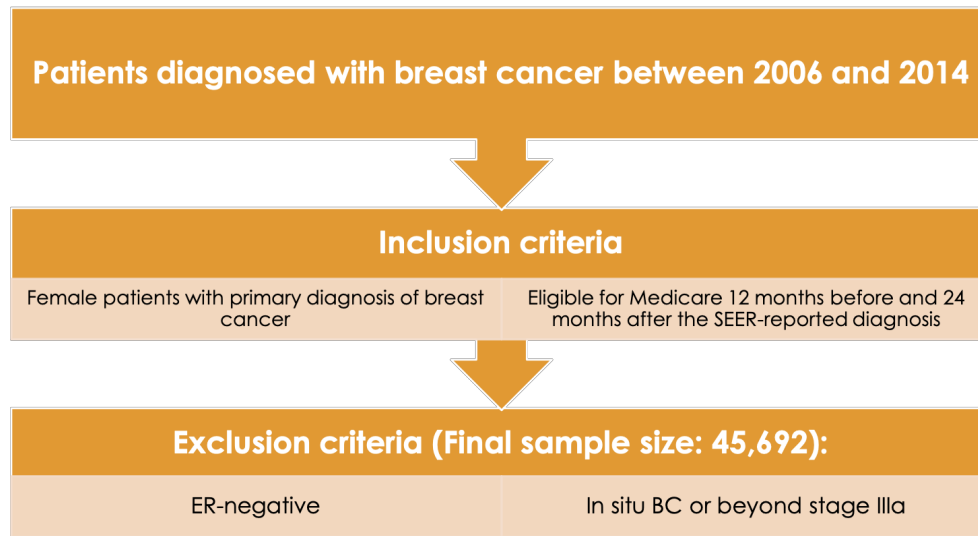 Patients diagnosed with breast cancer between 2006 and 2014
Inclusion criteria
Female patients with primary diagnosis of breast
cancer
Eligible for Medicare 12 months before and 24
months after the SEER-reported diagnosis
Exclusion criteria (Final sample size: 45,692):
ER-negative
In situ BC or beyond stage IIIa